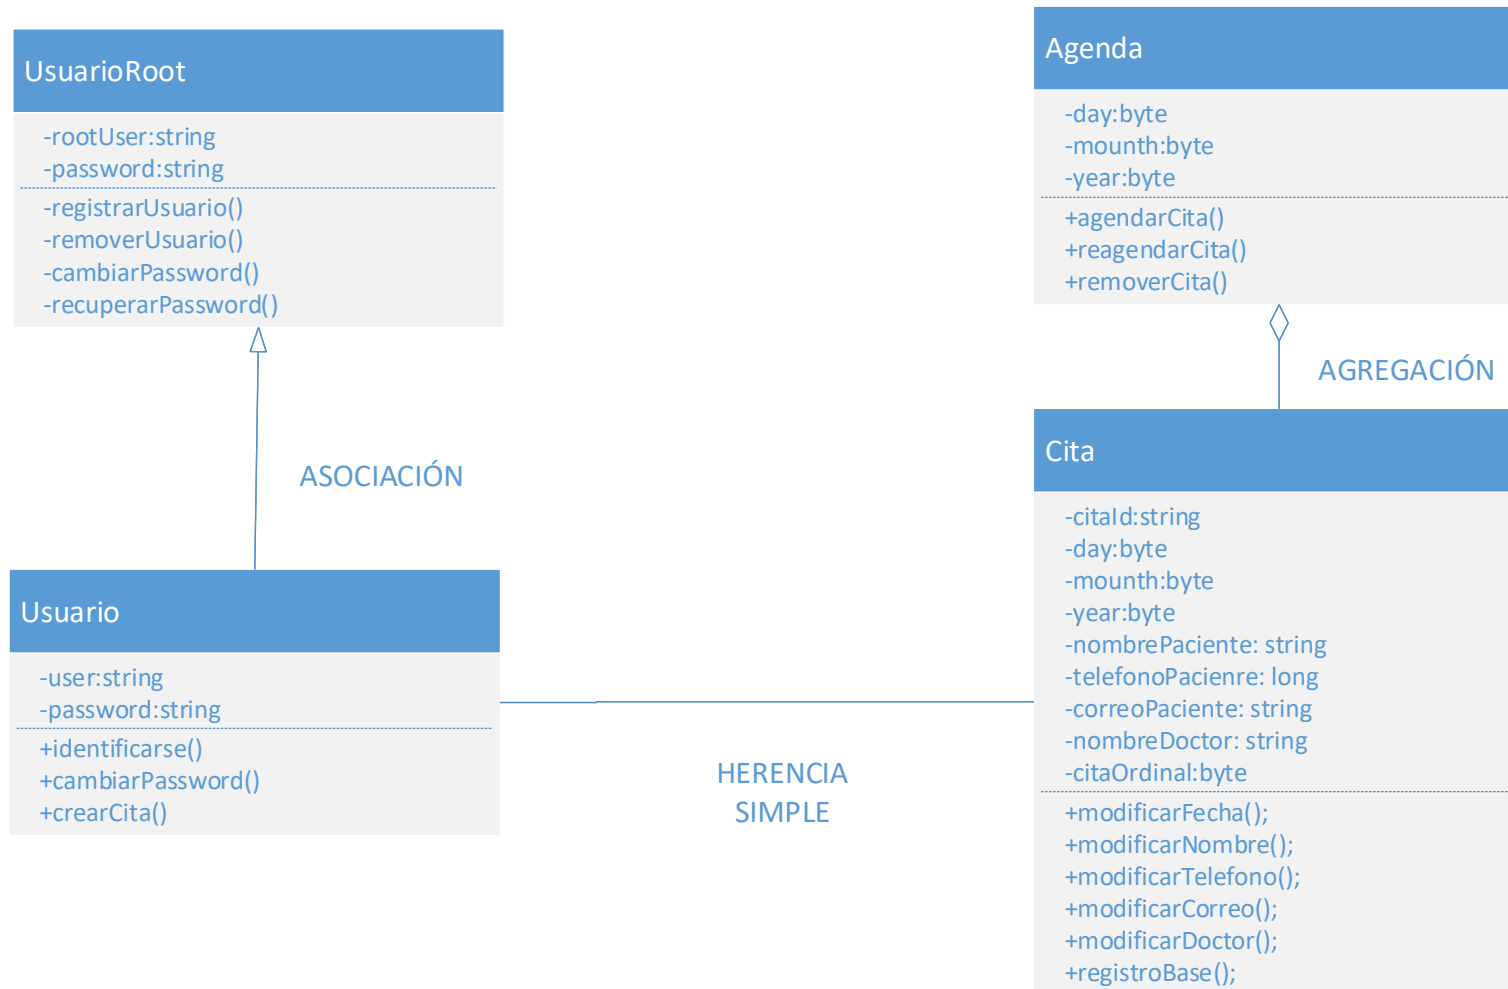 UsuarioRoot
-rootUser:string
-password:string
-registrarUsuario()
-removerUsuario()
-cambiarPassword()
-recuperarPassword()
Agenda
-day:byte
-mounth:byte
-year:byte
+agendarCita()
+reagendarCita()
+removerCita()
AGREGACIÓN
ASOCIACIÓN
Usuario
-user:string
-password:string
+identificarse()
+cambiarPassword()
+crearCita()
HERENCIA
SIMPLE
Cita
-citaId:string
-day:byte
-mounth:byte
-year:byte
-nombrePaciente: string
-telefonoPacienre: long
-correoPaciente: string
-nombreDoctor: string
-citaOrdinal:byte
+modificarFecha();
+modificarNombre();
+modificarTelefono();
+modificarCorreo();
+modificarDoctor();
+registroBase();